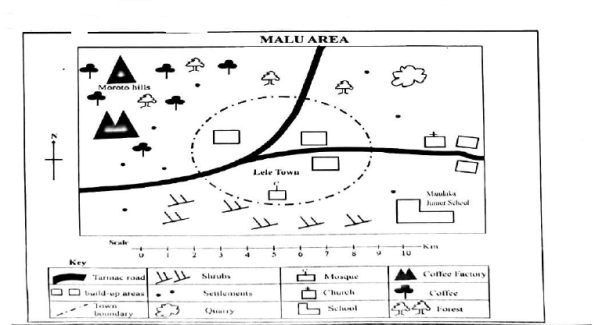 MALU AREA
Moroto hills
N
Lele Town
Junior School
Scale
0 1 2 3 4 5 6 7 8 9 10 Km
Key
Tarmac road
Shrubs
Mosque
Coffee Factory
build-up areas
Settlements
Church
Coffee
Town
boundary
Quarry
School
Forest